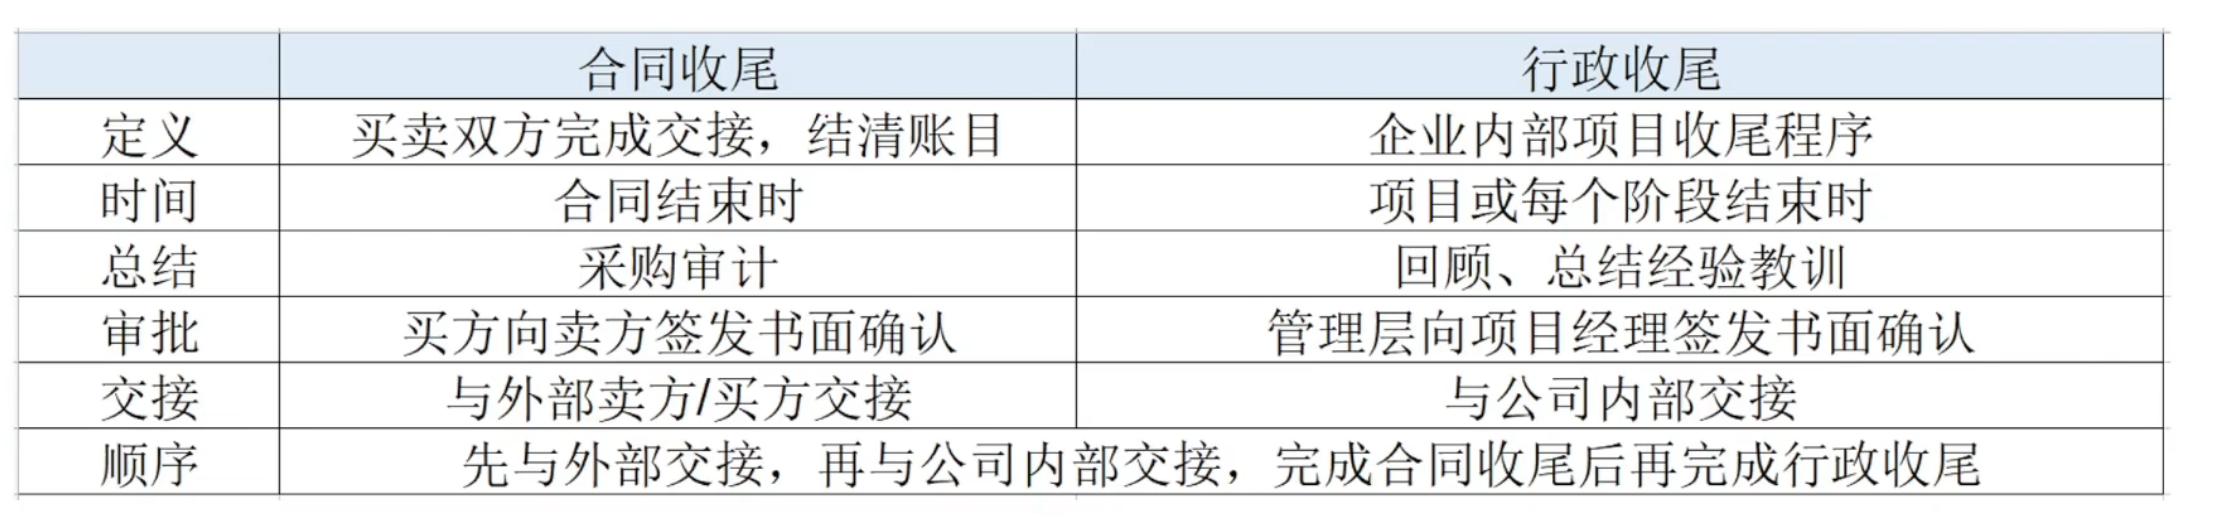 合同收尾 行政收尾
定义 买卖双方完成交接，结清账目 企业内部项目收尾程序
时间 合同结束时 项目或每个阶段结束时
总结 采购审计 回顾、总结经验教训
审批 买方向卖方签发书面确认 管理层向项目经理签发书面确认
交接 与外部卖方/买方交接 与公司内部交接
顺序 先与外部交接，再与公司内部交接，完成合同收尾后再完成行政收尾